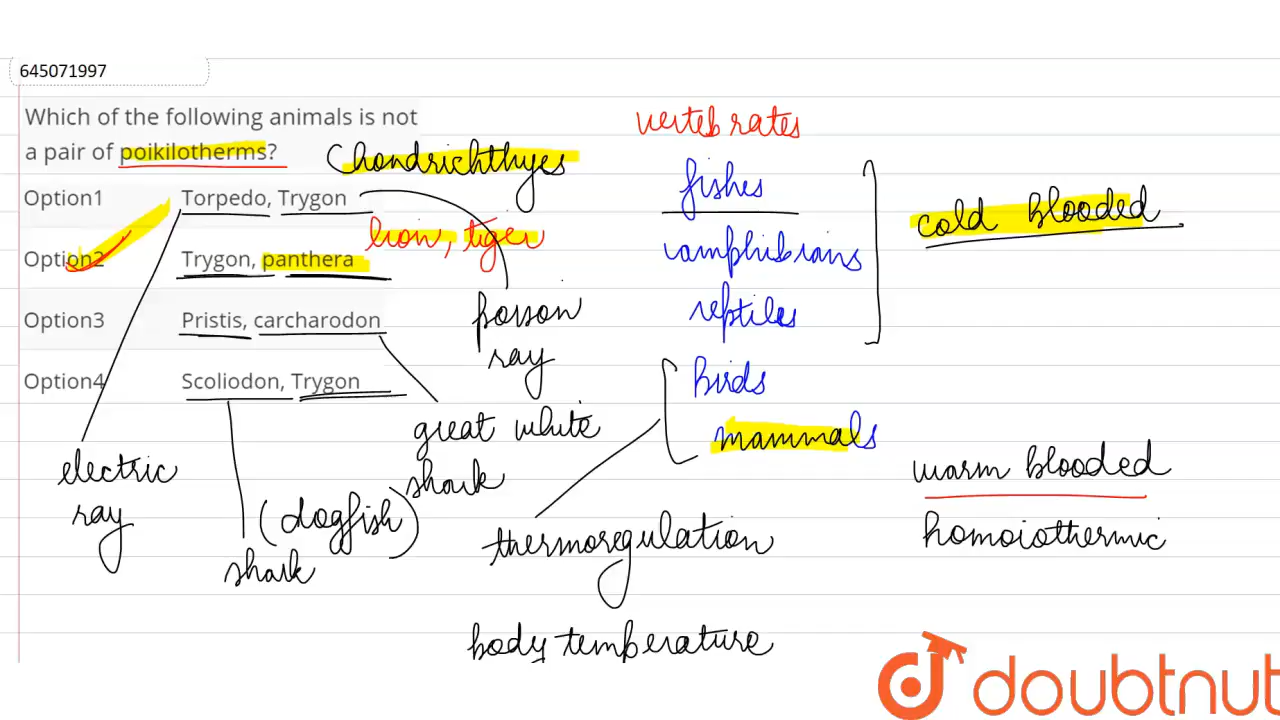 645071997
Which of the following animals is not
a pair of poikilotherms?
Option1 Torpedo, Trygon
Option2 Trygon, panthera
Option3 Pristis, carcharodon
Option4 Scoliodon, Trygon
Chondrichthyes
lion, tiger
poison
ray
great white
shark
electric
ray
(dogfish)
shark
vertebrates
fishes
amphibians
reptiles
Birds
mammals
cold blooded
warm blooded
homoiothermic
thermoregulation
body temperature
doubtnut